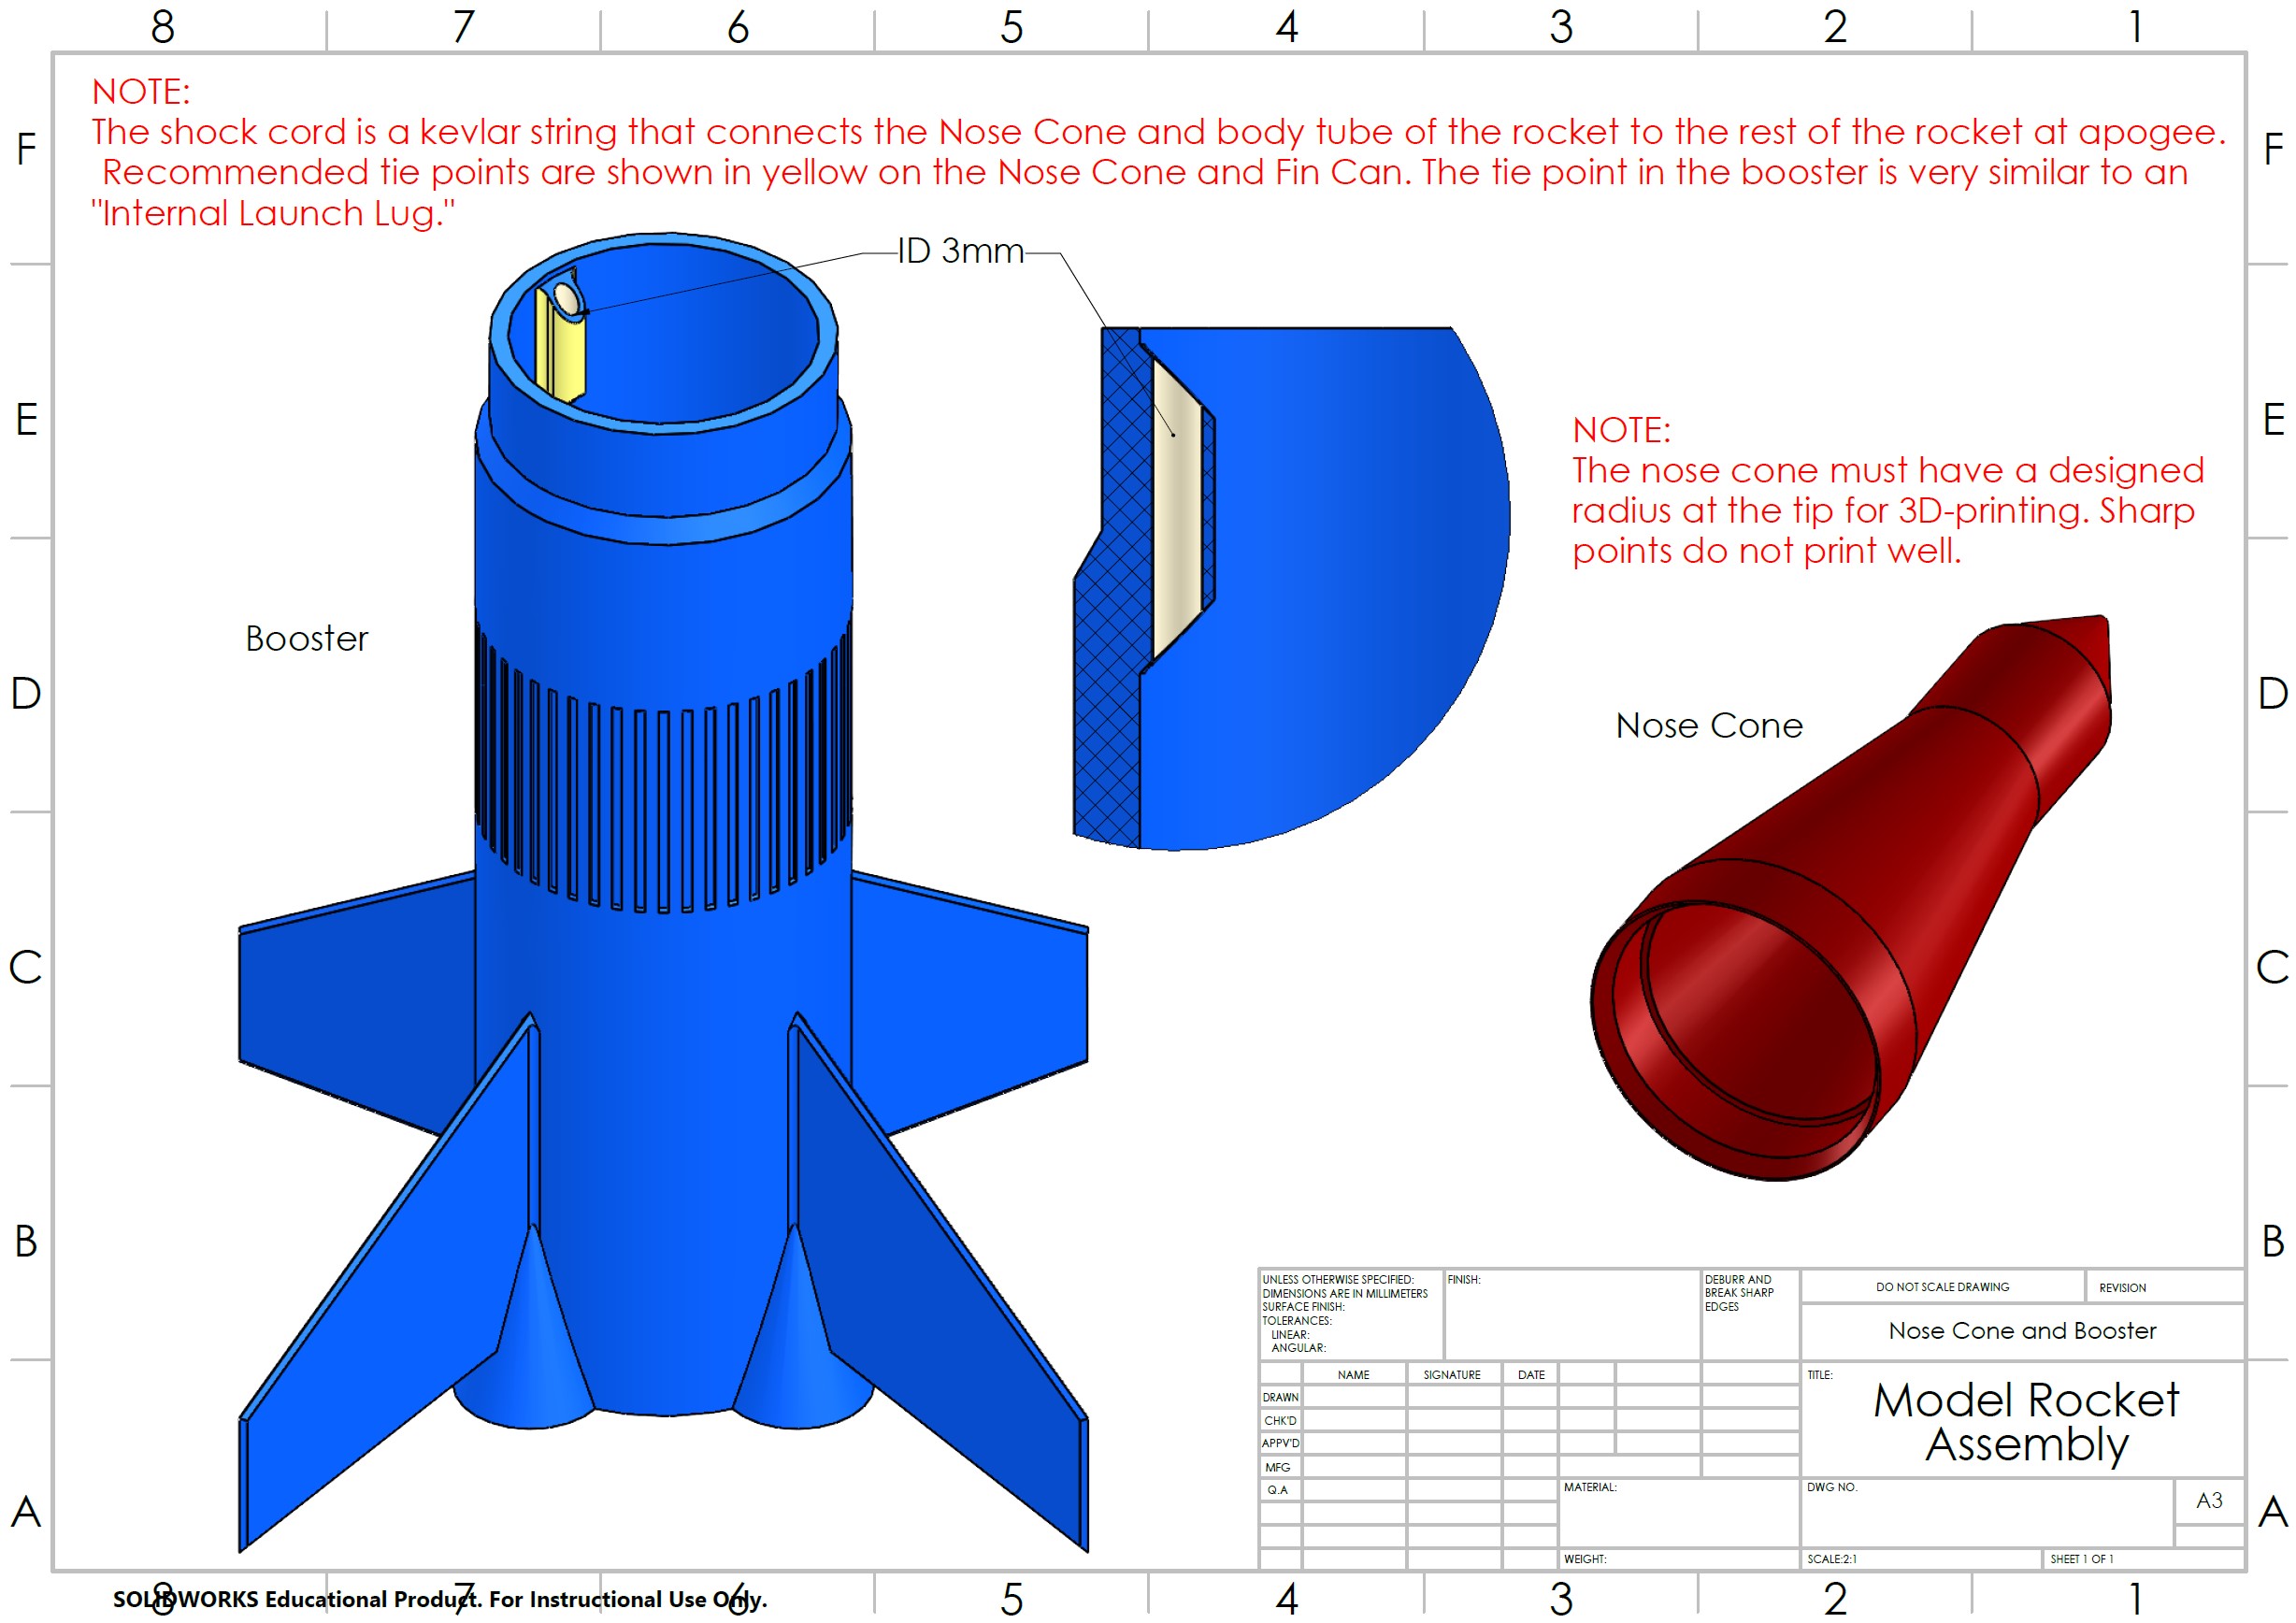 8 7 6 5 4 3 2 1
NOTE:
The shock cord is a kevlar string that connects the Nose Cone and body tube of the rocket to the rest of the rocket at apogee.
Recommended tie points are shown in yellow on the Nose Cone and Fin Can. The tie point in the booster is very similar to an
"Internal Launch Lug."
F F
ID 3mm
E E
NOTE:
The nose cone must have a designed
radius at the tip for 3D-printing. Sharp
points do not print well.
Booster
D D
Nose Cone
C C
B B
UNLESS OTHERWISE SPECIFIED:
DIMENSIONS ARE IN MILLIMETERS
SURFACE FINISH:
TOLERANCES:
LINEAR:
ANGULAR:
FINISH:
DEBURR AND
BREAK SHARP
EDGES
DO NOT SCALE DRAWING
REVISION
Nose Cone and Booster
NAME SIGNATURE DATE
DRAWN
CHK'D
APPV'D
MFG
Q.A
TITLE:
Model Rocket
Assembly
MATERIAL:
DWG NO.
A3
A A
WEIGHT:
SCALE:2:1
SHEET 1 OF 1
8 7 6 5 4 3 2 1
SOLIDWORKS Educational Product. For Instructional Use Only.